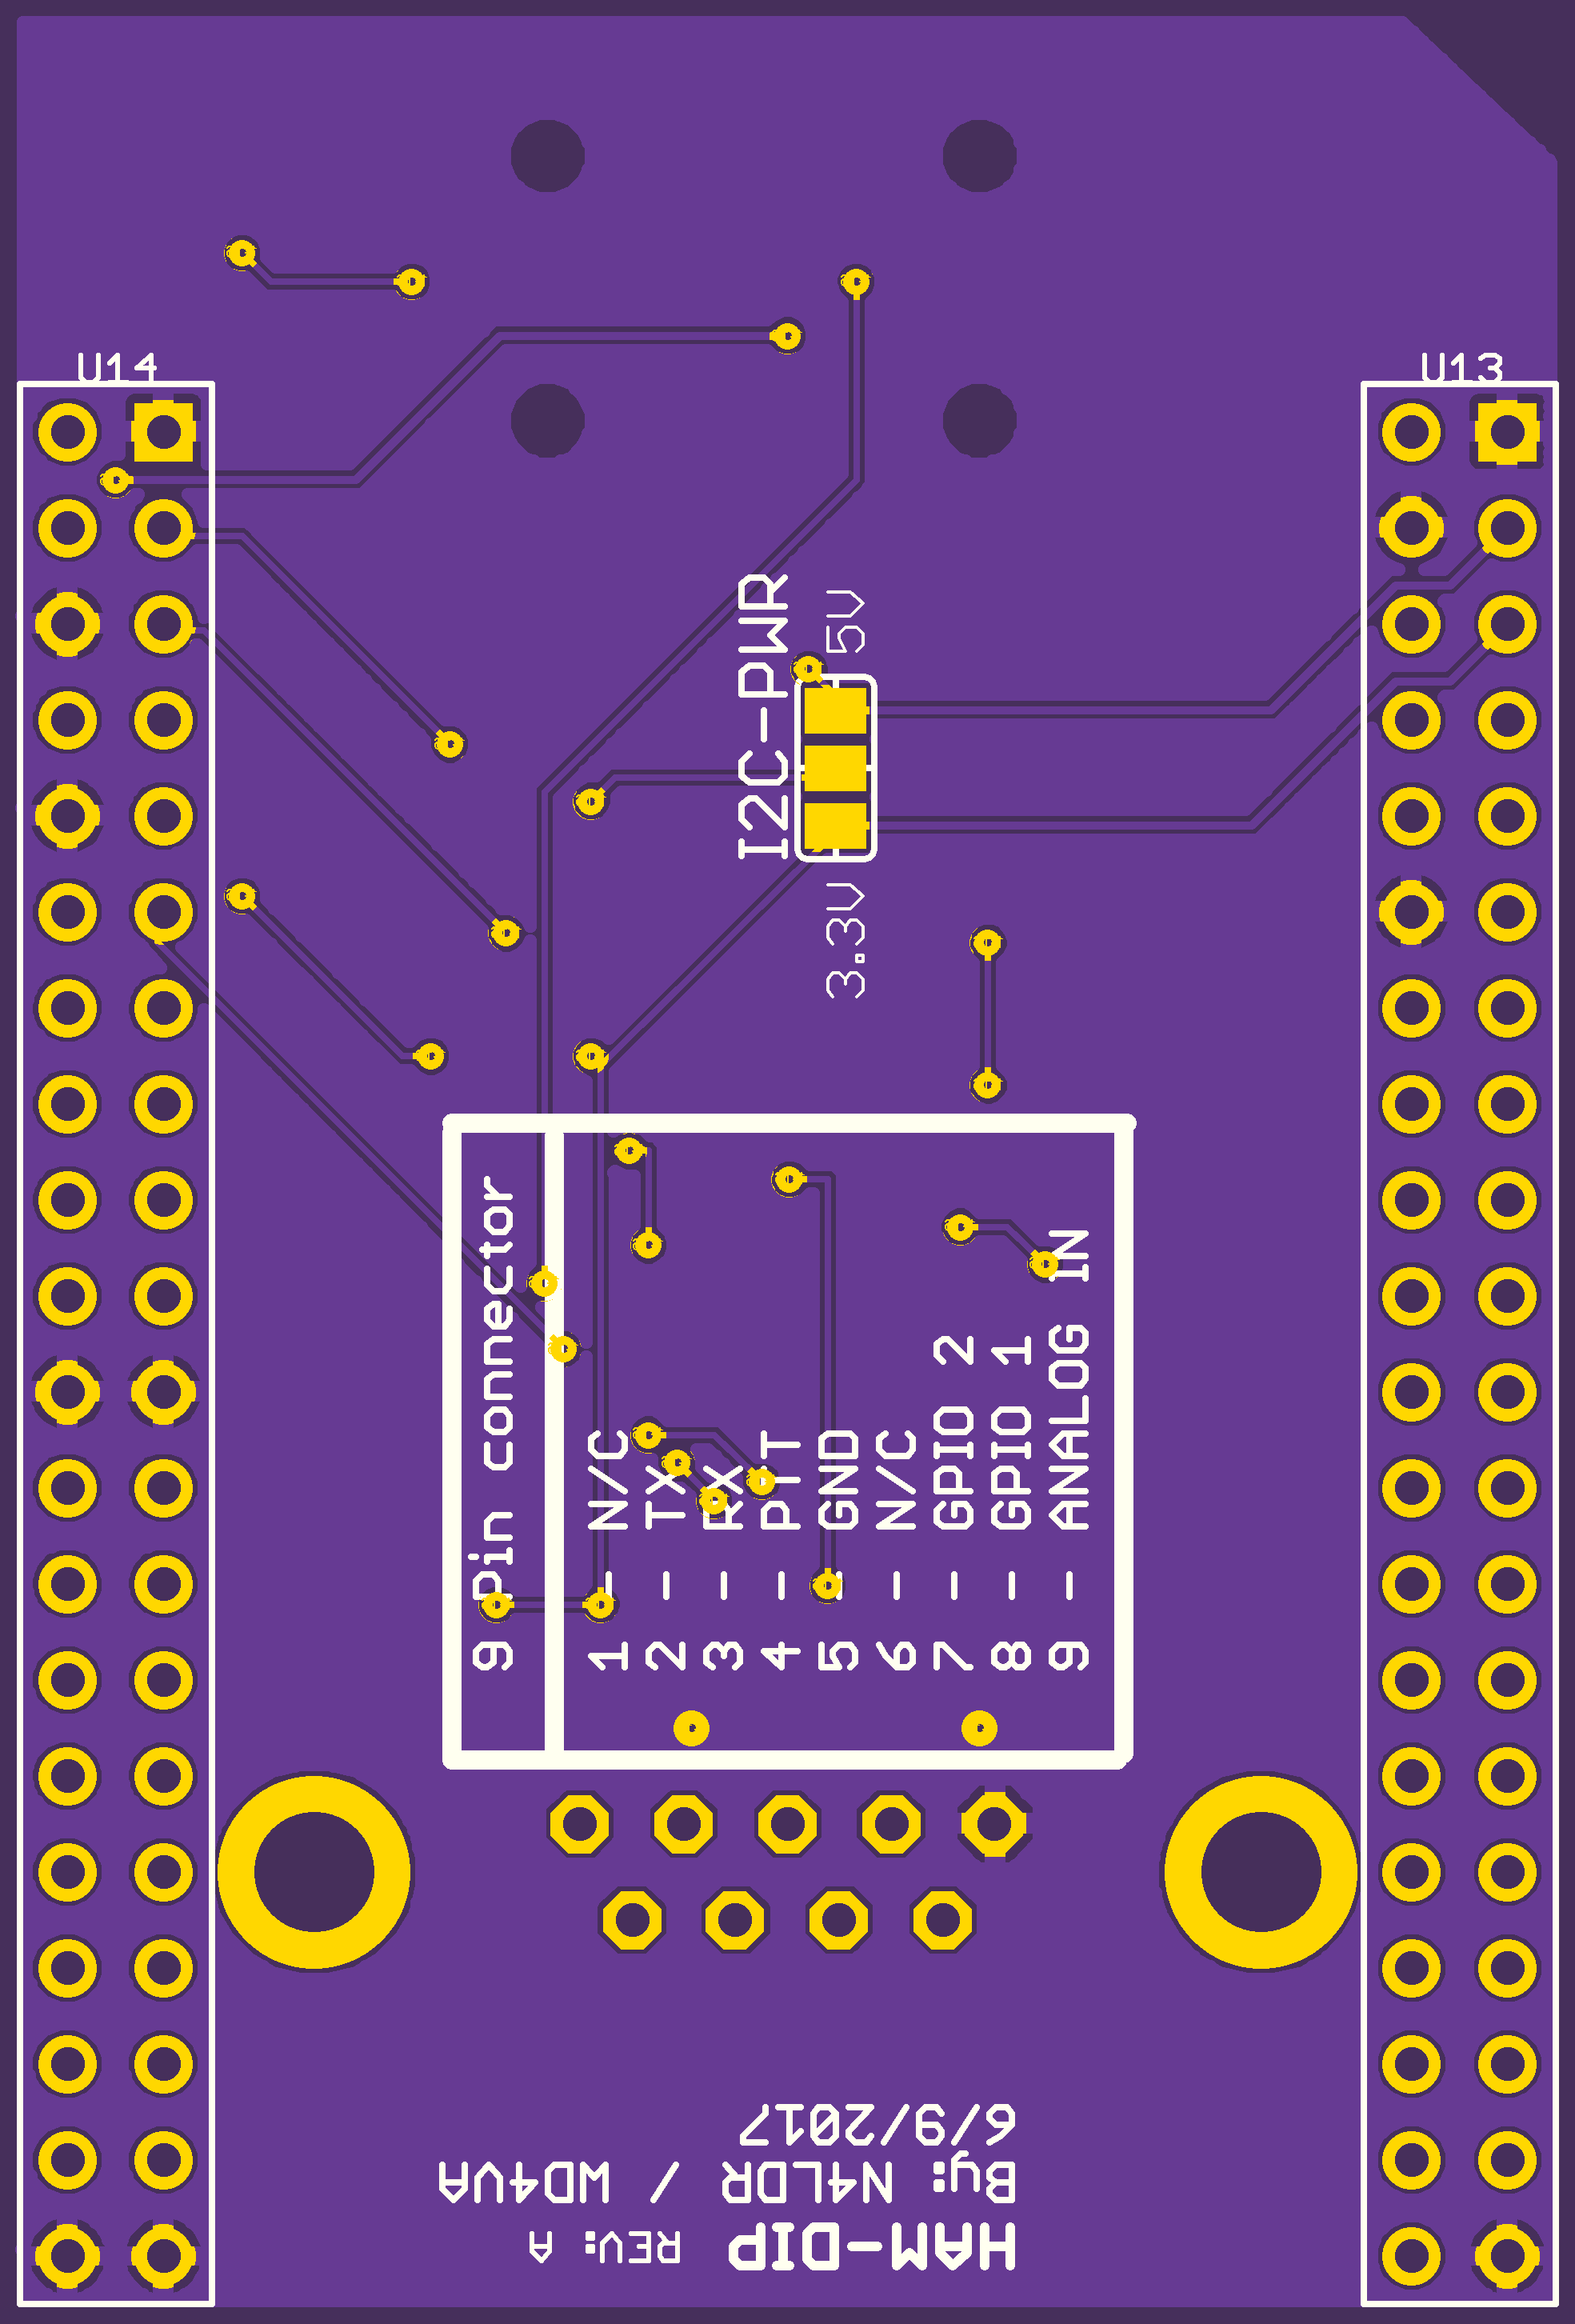 U14
U13
I2C-PWR
5V
3.3V
9 Pin connector
1 - N/C
2 - TX
3 - RX
4 - PTT
5 - GND
6 - N/C
7 - GPIO 2
8 - GPIO 1
9 - ANALOG IN
HAM-DIP REV: A
By: N4LDR / WD4VA
6/9/2017